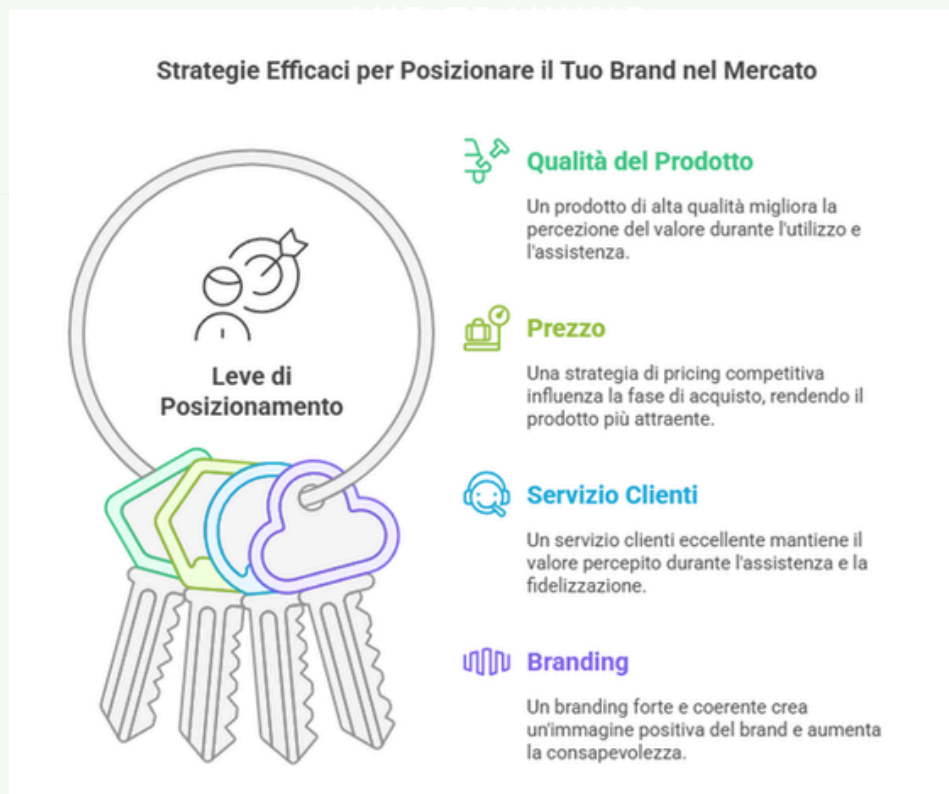 Strategie Efficaci per Posizionare il Tuo Brand nel Mercato
Leve di
Posizionamento
Qualità del Prodotto
Un prodotto di alta qualità migliora la
percezione del valore durante l'utilizzo e
l'assistenza.
Prezzo
Una strategia di pricing competitiva
influenza la fase di acquisto, rendendo il
prodotto più attraente.
Servizio Clienti
Un servizio clienti eccellente mantiene il
valore percepito durante l'assistenza e la
fidelizzazione.
Branding
Un branding forte e coerente crea
un'immagine positiva del brand e aumenta
la consapevolezza.